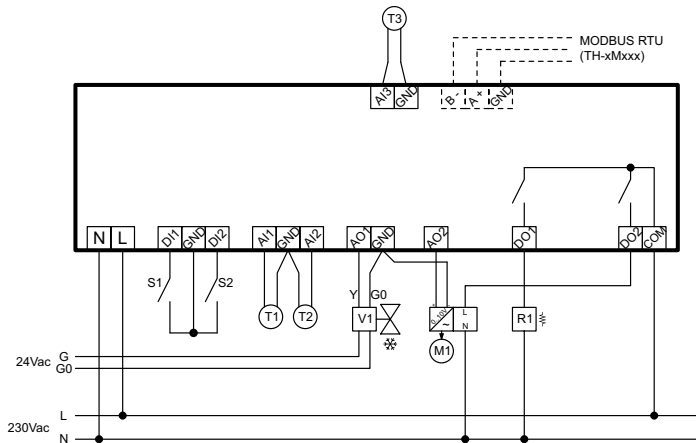 T3
MODBUS RTU
(TH-xMxxx)
AI3
GND
B -
A +
GND
N
L
DI1
GND
DI2
AI1
GND
AI2
AO1
GND
AO2
DO1
DO2
COM
S1
S2
T1
T2
Y
G0
V1
0..10V
~
L
N
M1
R1
24Vac
G
G0
230Vac
L
N